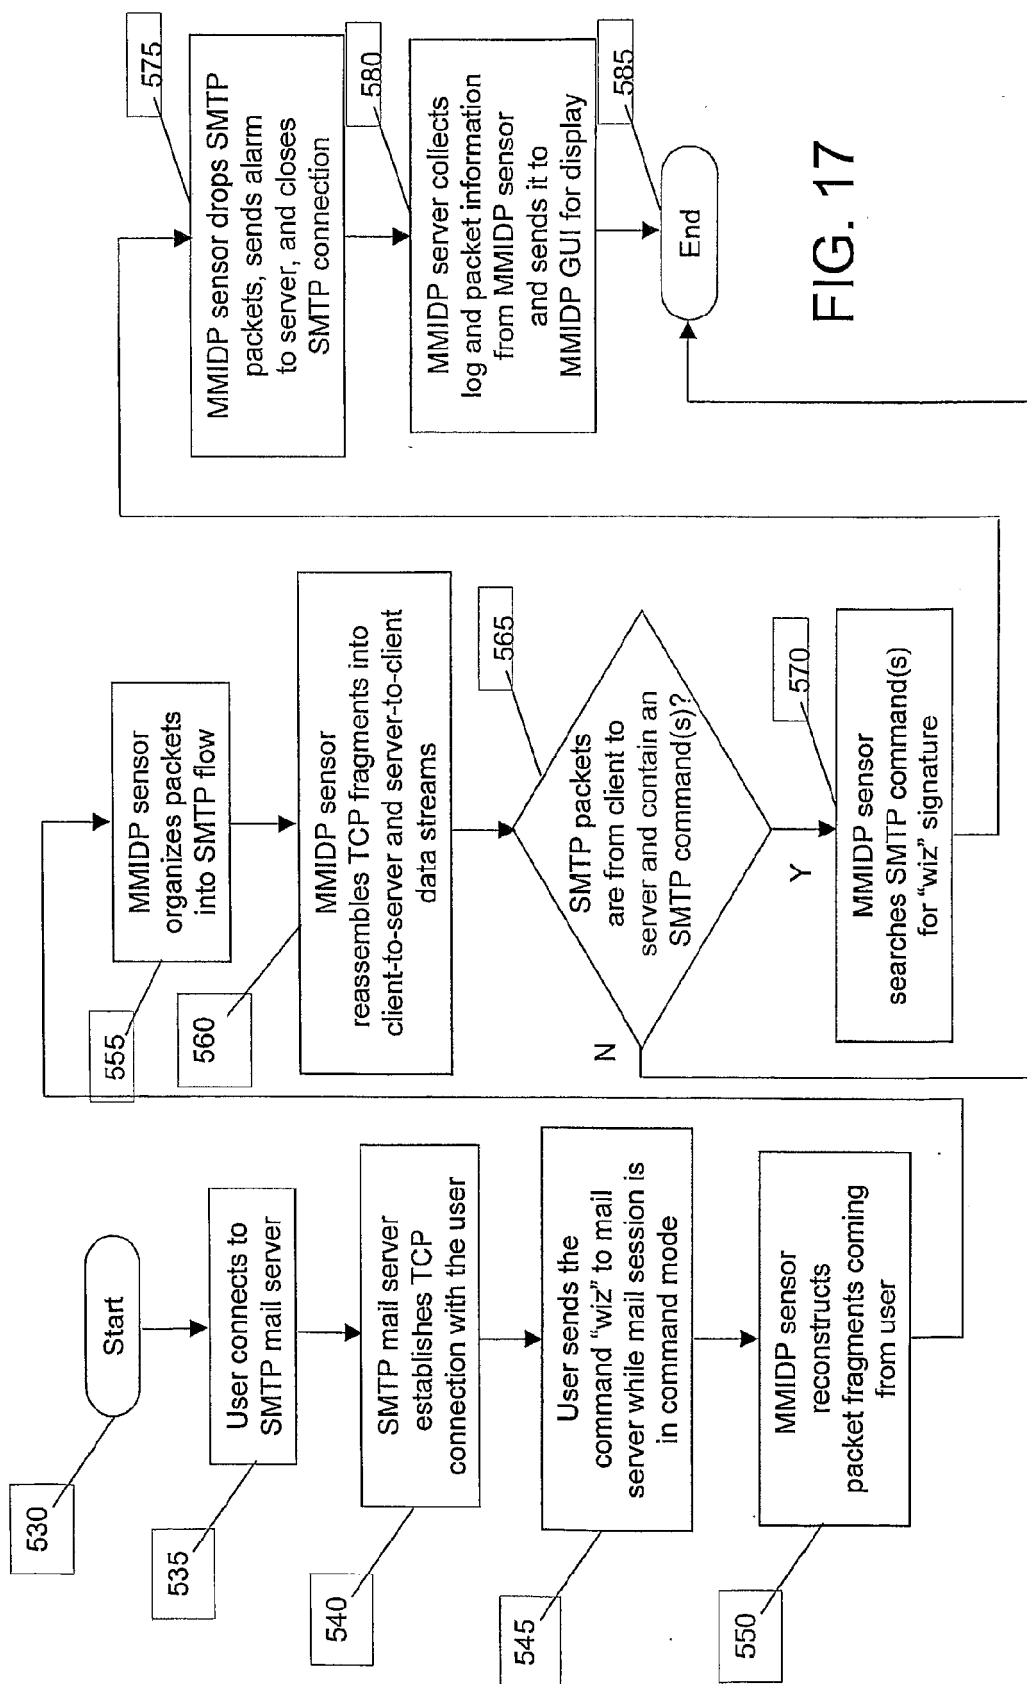 530
Start
535
User connects to
SMTP mail server
540
SMTP mail server
establishes TCP
connection with the user
545
User sends the
command "wiz" to mail
server while mail session is
in command mode
550
MMIDP sensor
reconstructs
packet fragments coming
from user
555
MMIDP sensor
organizes packets
into SMTP flow
560
MMIDP sensor
reassembles TCP fragments into
client-to-server and server-to-client
data streams
565
SMTP packets
are from client to
server and contain an
SMTP command(s)?
N
Y
570
MMIDP sensor
searches SMTP command(s)
for "wiz" signature
575
MMIDP sensor drops SMTP
packets, sends alarm
to server, and closes
SMTP connection
580
MMIDP server collects
log and packet information
from MMIDP sensor
and sends it to
MMIDP GUI for display
585
End
FIG. 17